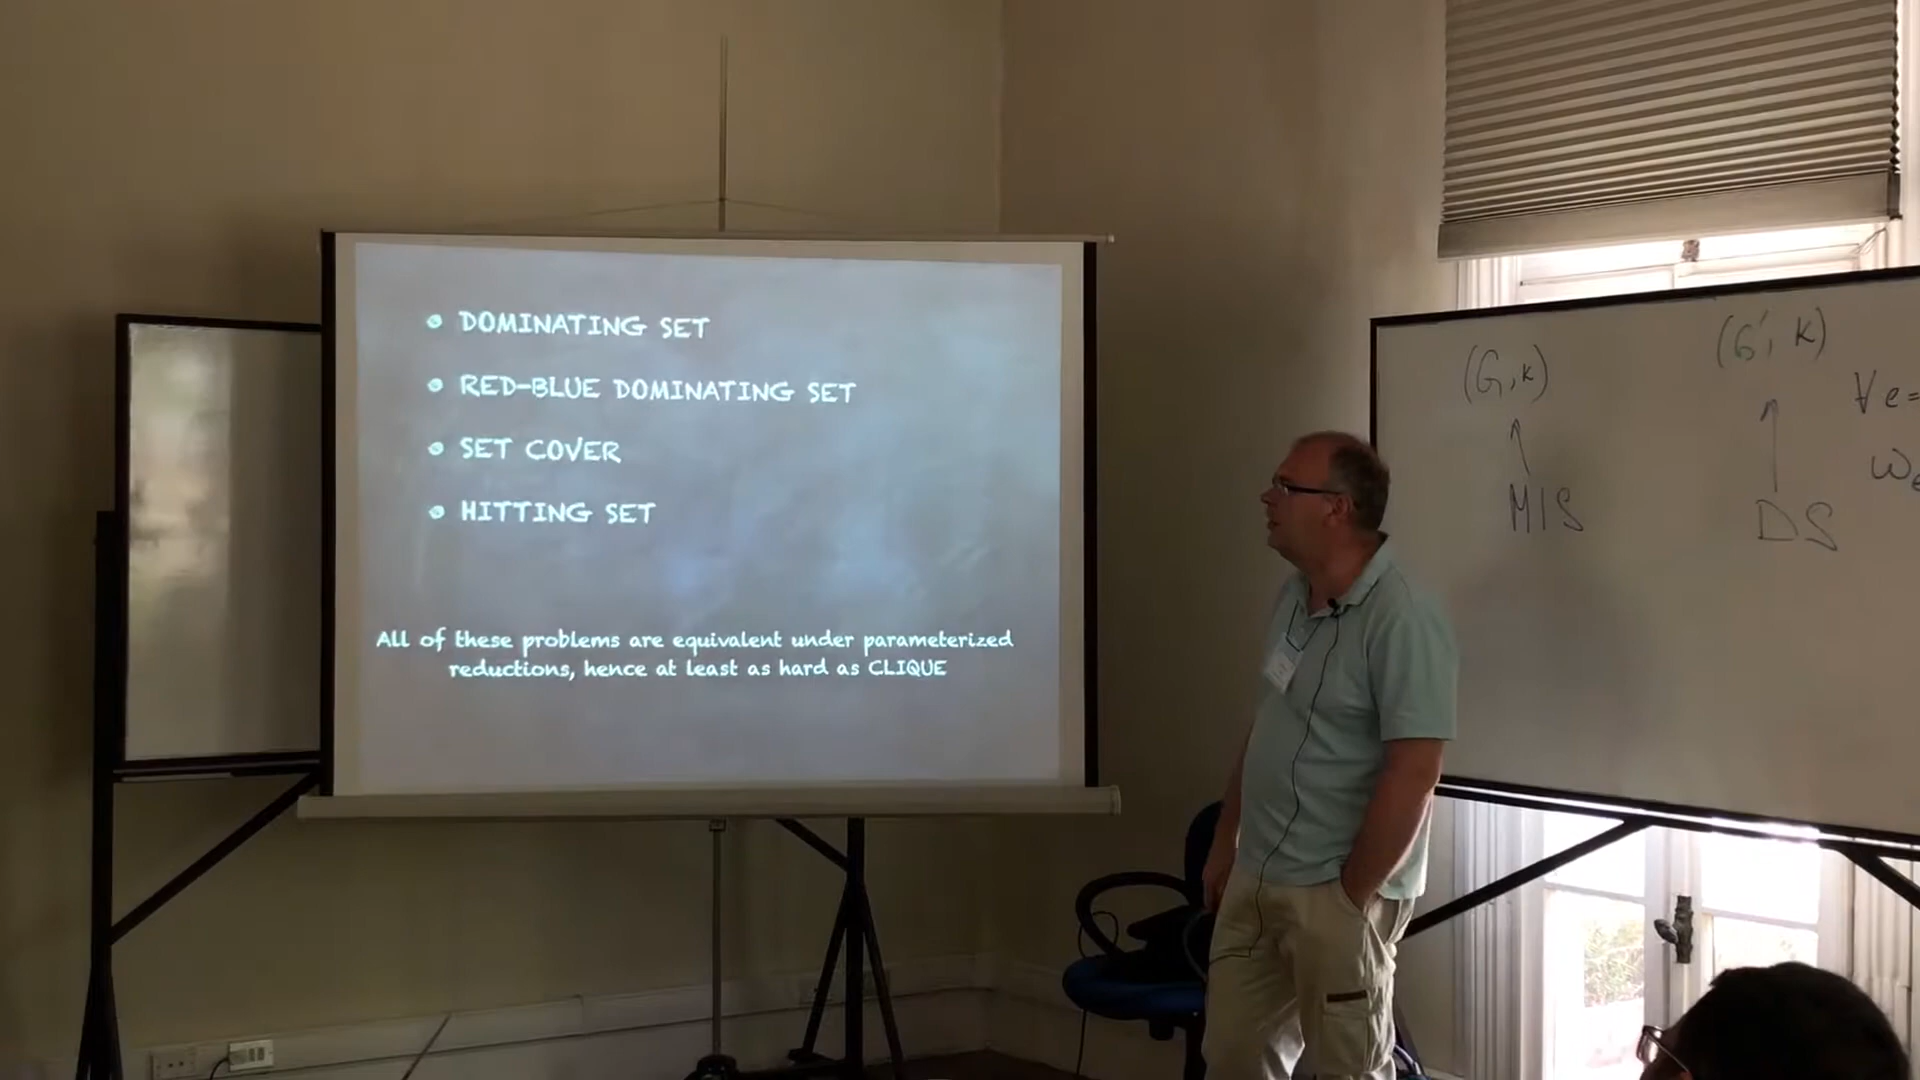 DOMINATING SET
RED-BLUE DOMINATING SET
SET COVER
HITTING SET
All of these problems are equivalent under parameterized
reductions, hence at least as hard as CLIQUE
(G, k)
↑
MIS
(G', k)
↑
DS
∀ e =